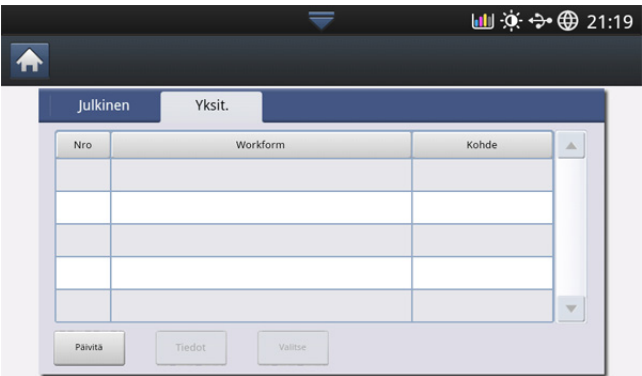 21:19
Julkinen Yksit.
Nro Workform Kohde
Päivitä Tiedot Valitse